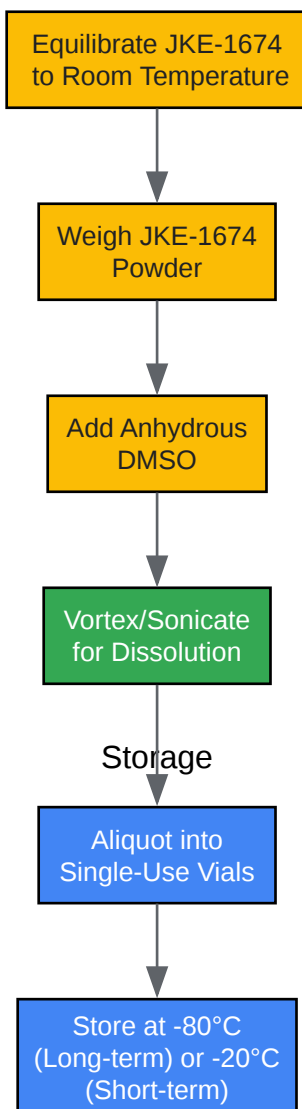 Equilibrate JKE-1674
to Room Temperature
Weigh JKE-1674
Powder
Add Anhydrous
DMSO
Vortex/Sonicate
for Dissolution
Storage
Aliquot into
Single-Use Vials
Store at -80°C
(Long-term) or -20°C
(Short-term)